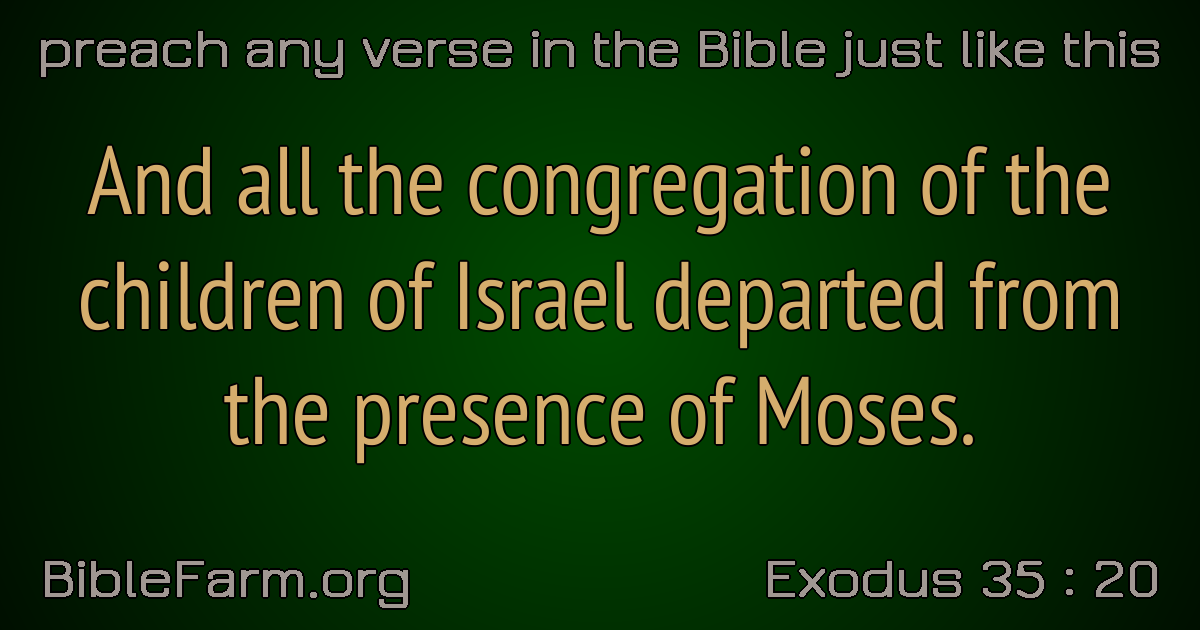 preach any verse in the Bible just like this
And all the congregation of the
children of Israel departed from
the presence of Moses.
BibleFarm.org
Exodus 35 : 20